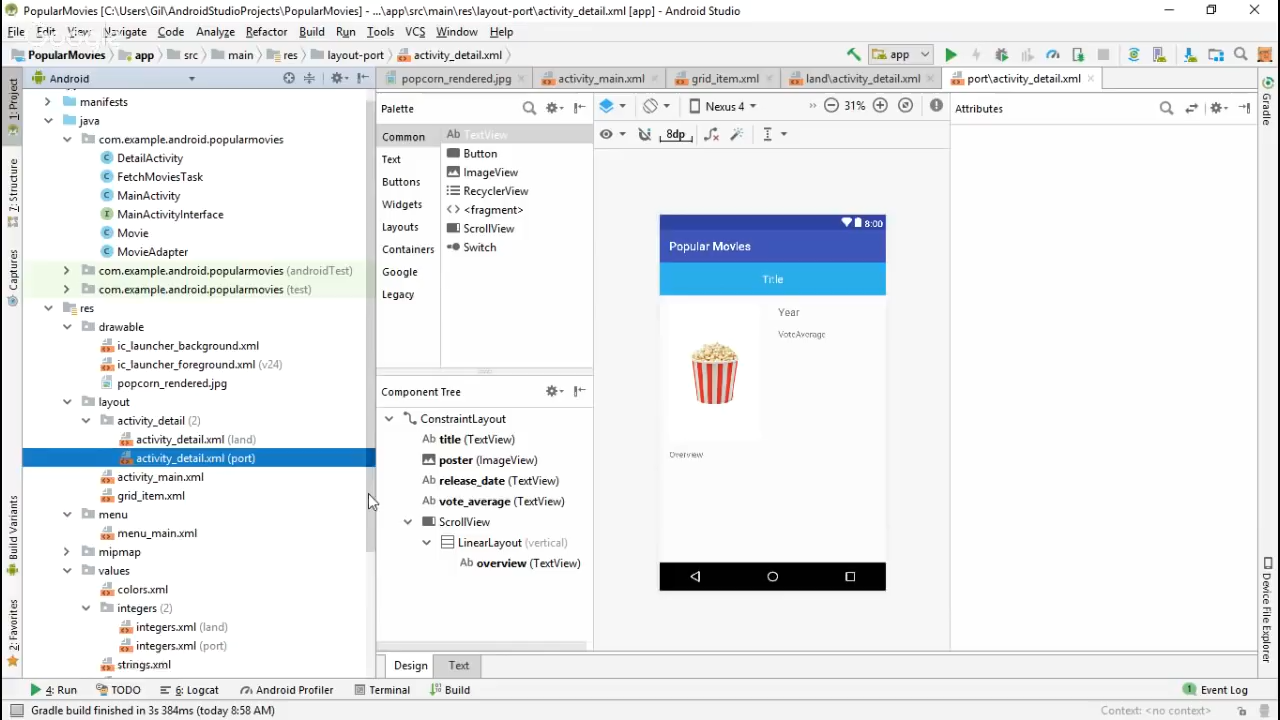 PopularMovies [C:\Users\Gil\AndroidStudioProjects\PopularMovies] - ...\app\src\main\res\layout-port\activity_detail.xml [app] - Android Studio
File Edit View Navigate Code Analyze Refactor Build Run Tools VCS Window Help
PopularMovies app src main res layout-port activity_detail.xml app
Android popcorn_rendered.jpg activity_main.xml grid_item.xml land\activity_detail.xml port\activity_detail.xml
1: Project
7: Structure
Captures
Build Variants
2: Favorites
manifests
java
com.example.android.popularmovies
DetailActivity
FetchMoviesTask
MainActivity
MainActivityInterface
Movie
MovieAdapter
com.example.android.popularmovies (androidTest)
com.example.android.popularmovies (test)
res
drawable
ic_launcher_background.xml
ic_launcher_foreground.xml (v24)
popcorn_rendered.jpg
layout
activity_detail (2)
activity_detail.xml (land)
activity_detail.xml (port)
activity_main.xml
grid_item.xml
menu
menu_main.xml
mipmap
values
colors.xml
integers (2)
integers.xml (land)
integers.xml (port)
strings.xml
Palette
Common
Text
Buttons
Widgets
Layouts
Containers
Google
Legacy
Ab TextView
Button
ImageView
RecyclerView
<> <fragment>
ScrollView
Switch
Component Tree
ConstraintLayout
Ab title (TextView)
poster (ImageView)
Ab release_date (TextView)
Ab vote_average (TextView)
ScrollView
LinearLayout (vertical)
Ab overview (TextView)
Design Text
Nexus 4 » 31%
8dp
8:00
Popular Movies
Title
Year
VoteAverage
Overview
Attributes
Gradle
Device File Explorer
4: Run TODO 6: Logcat Android Profiler Terminal Build 1 Event Log
Gradle build finished in 3s 384ms (today 8:58 AM) Context: <no context>